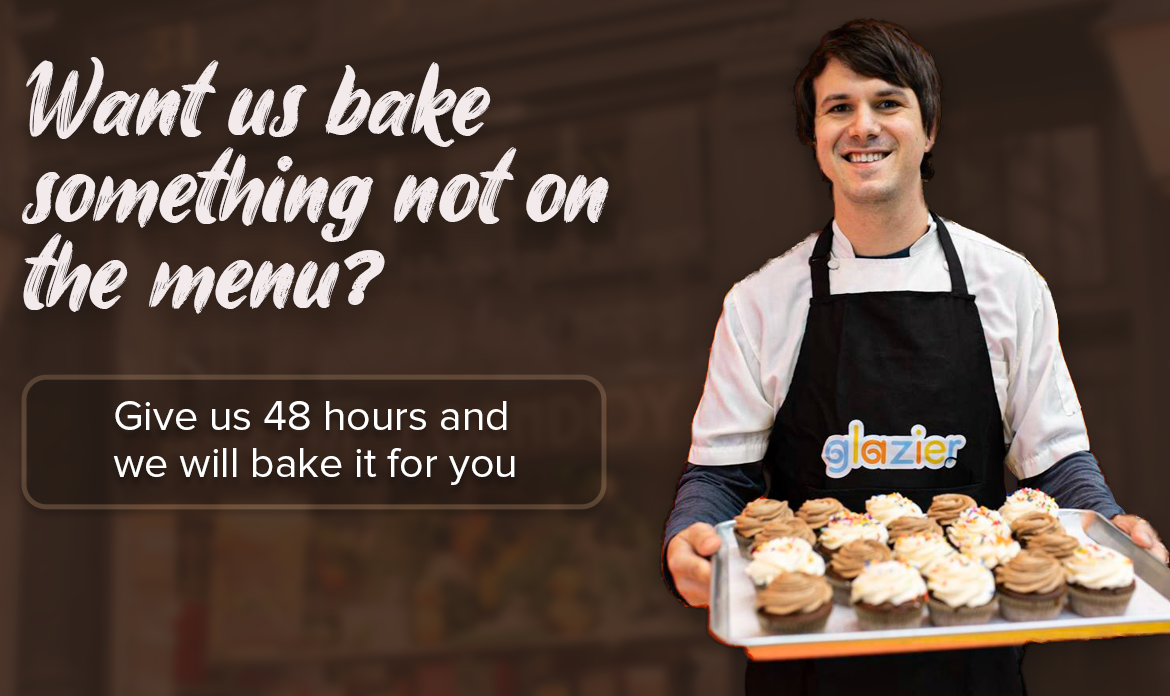 Want us bake
something not on
the menu?
Give us 48 hours and
we will bake it for you
glazier